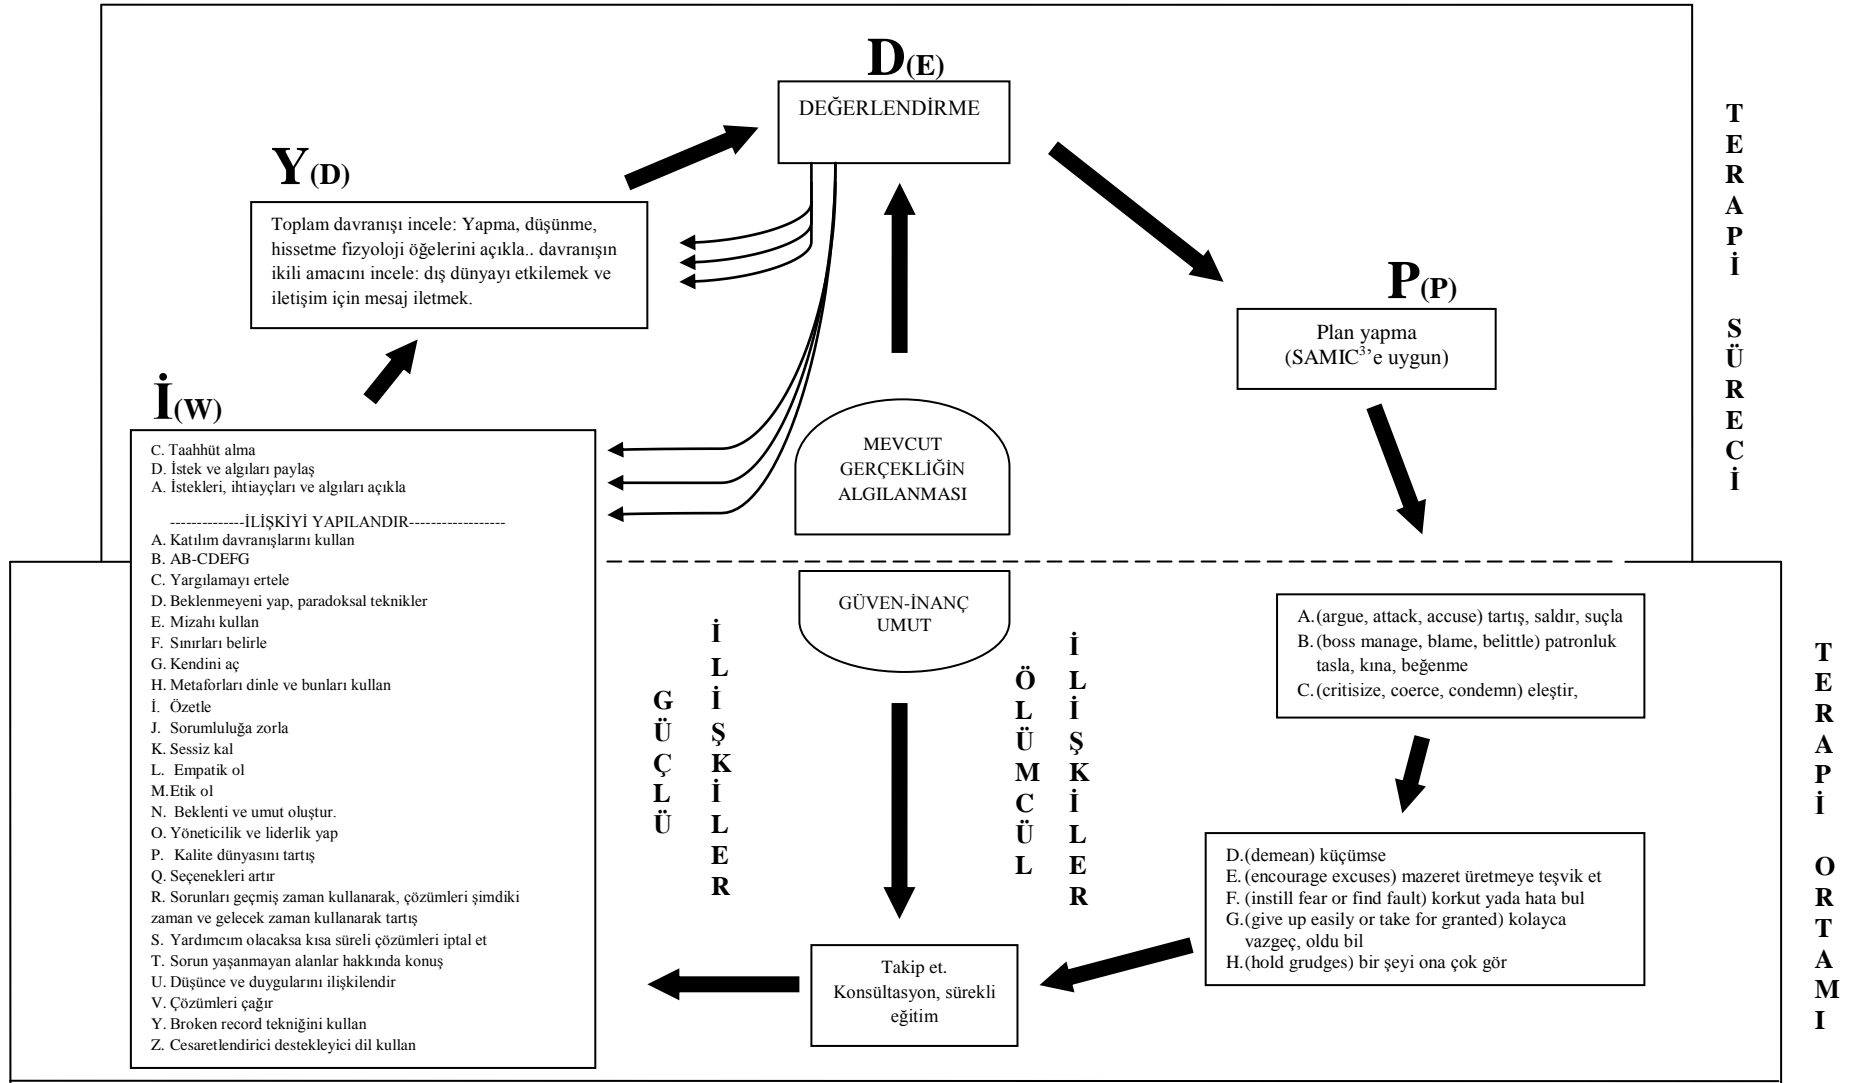 D(E)
DEĞERLENDİRME
Y(D)
Toplam davranışı incele: Yapma, düşünme,
hissetme fizyoloji öğelerini açıkla.. davranışın
ikili amacını incele: dış dünyayı etkilemek ve
iletişim için mesaj iletmek.
P(P)
Plan yapma
(SAMIC³’e uygun)
İ(W)
C. Taahhüt alma
D. İstek ve algıları paylaş
A. İstekleri, ihtiayçları ve algıları açıkla
--------------İLİŞKİYİ YAPILANDIR------------------
A. Katılım davranışlarını kullan
B. AB-CDEFG
C. Yargılamayı ertele
D. Beklenmeyeni yap, paradoksal teknikler
E. Mizahı kullan
F. Sınırları belirle
G. Kendini aç
H. Metaforları dinle ve bunları kullan
İ. Özetle
J. Sorumluluğa zorla
K. Sessiz kal
L. Empatik ol
M.Etik ol
N. Beklenti ve umut oluştur.
O. Yöneticilik ve liderlik yap
P. Kalite dünyasını tartış
Q. Seçenekleri artır
R. Sorunları geçmiş zaman kullanarak, çözümleri şimdiki
zaman ve gelecek zaman kullanarak tartış
S. Yardımcım olacaksa kısa süreli çözümleri iptal et
T. Sorun yaşanmayan alanlar hakkında konuş
U. Düşünce ve duygularını ilişkilendir
V. Çözümleri çağır
Y. Broken record tekniğini kullan
Z. Cesaretlendirici destekleyici dil kullan
MEVCUT
GERÇEKLİĞİN
ALGILANMASI
GÜVEN-İNANÇ
UMUT
GÜÇLÜ
İLİŞKİLER
ÖLÜMCÜL
İLİŞKİLER
A.(argue, attack, accuse) tartış, saldır, suçla
B.(boss manage, blame, belittle) patronluk
tasla, kına, beğenme
C.(critisize, coerce, condemn) eleştir,
D.(demean) küçümse
E. (encourage excuses) mazeret üretmeye teşvik et
F. (instill fear or find fault) korkut yada hata bul
G.(give up easily or take for granted) kolayca
vazgeç, oldu bil
H.(hold grudges) bir şeyi ona çok gör
Takip et.
Konsültasyon, sürekli
eğitim
TERAPİ SÜRECİ
TERAPİ ORTAMI